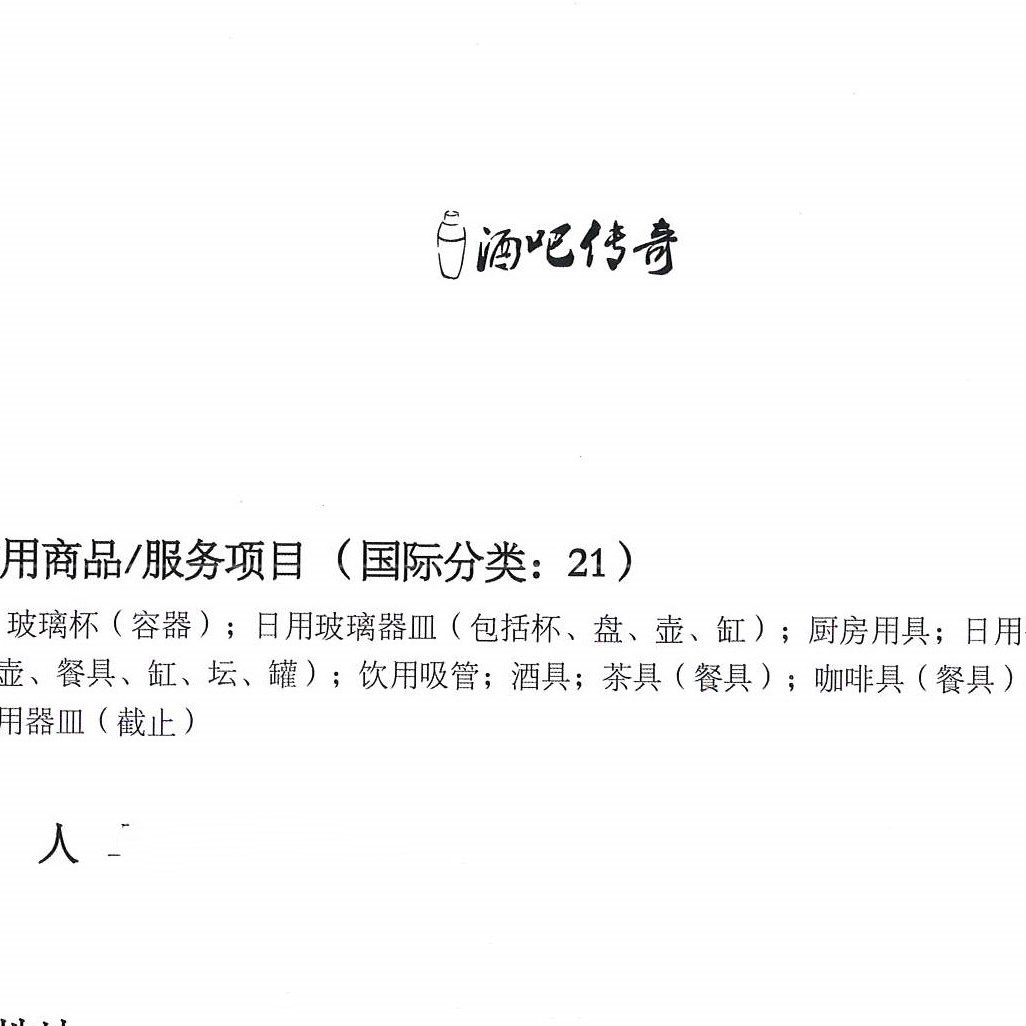 酒吧传奇
用商品/服务项目（国际分类：21）
玻璃杯（容器）；日用玻璃器皿（包括杯、盘、壶、缸）；厨房用具；日用
壶、餐具、缸、坛、罐）；饮用吸管；酒具；茶具（餐具）；咖啡具（餐具）
用器皿（截止）
人